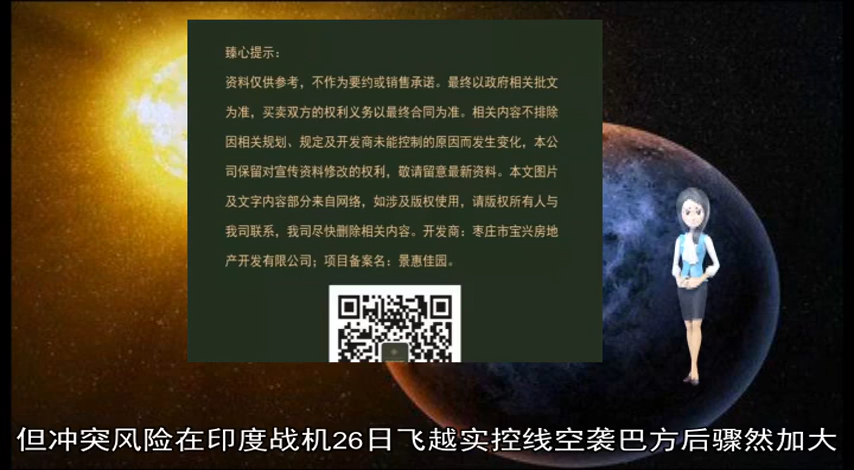 臻心提示：
资料仅供参考，不作为要约或销售承诺。最终以政府相关批文
为准，买卖双方的权利义务以最终合同为准。相关内容不排除
因相关规划、规定及开发商未能控制的原因而发生变化，本公
司保留对宣传资料修改的权利，敬请留意最新资料。本文图片
及文字内容部分来自网络，如涉及版权使用，请版权所有人与
我司联系，我司尽快删除相关内容。开发商：枣庄市宝兴房地
产开发有限公司；项目备案名：景惠佳园。
但冲突风险在印度战机26日飞越实控线空袭巴方后骤然加大